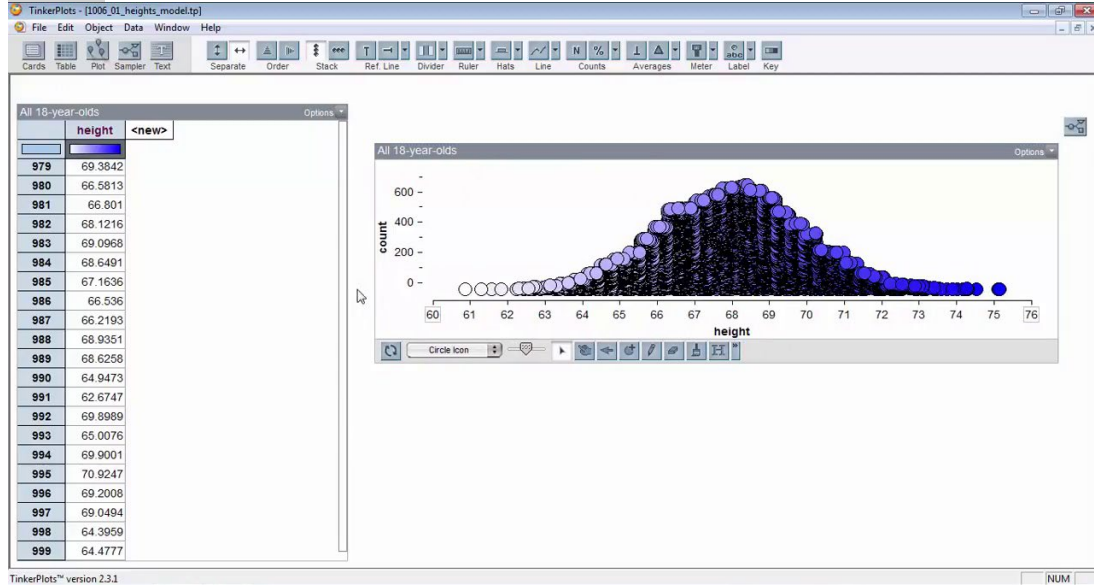 TinkerPlots - [1006_01_heights_model.tp]
File Edit Object Data Window Help
Cards Table Plot Sampler Text Separate Order Stack Ref. Line Divider Ruler Hats Line Counts Averages Meter Label Key
All 18-year-olds Options
height <new>
979 69.3842
980 66.5813
981 66.801
982 68.1216
983 69.0968
984 68.6491
985 67.1636
986 66.536
987 66.2193
988 68.9351
989 68.6258
990 64.9473
991 62.6747
992 69.8989
993 65.0076
994 69.9001
995 70.9247
996 69.2008
997 69.0494
998 64.3959
999 64.4777
All 18-year-olds Options
count
600
400
200
0
60 61 62 63 64 65 66 67 68 69 70 71 72 73 74 75 76
height
Circle Icon
TinkerPlots™ version 2.3.1 NUM